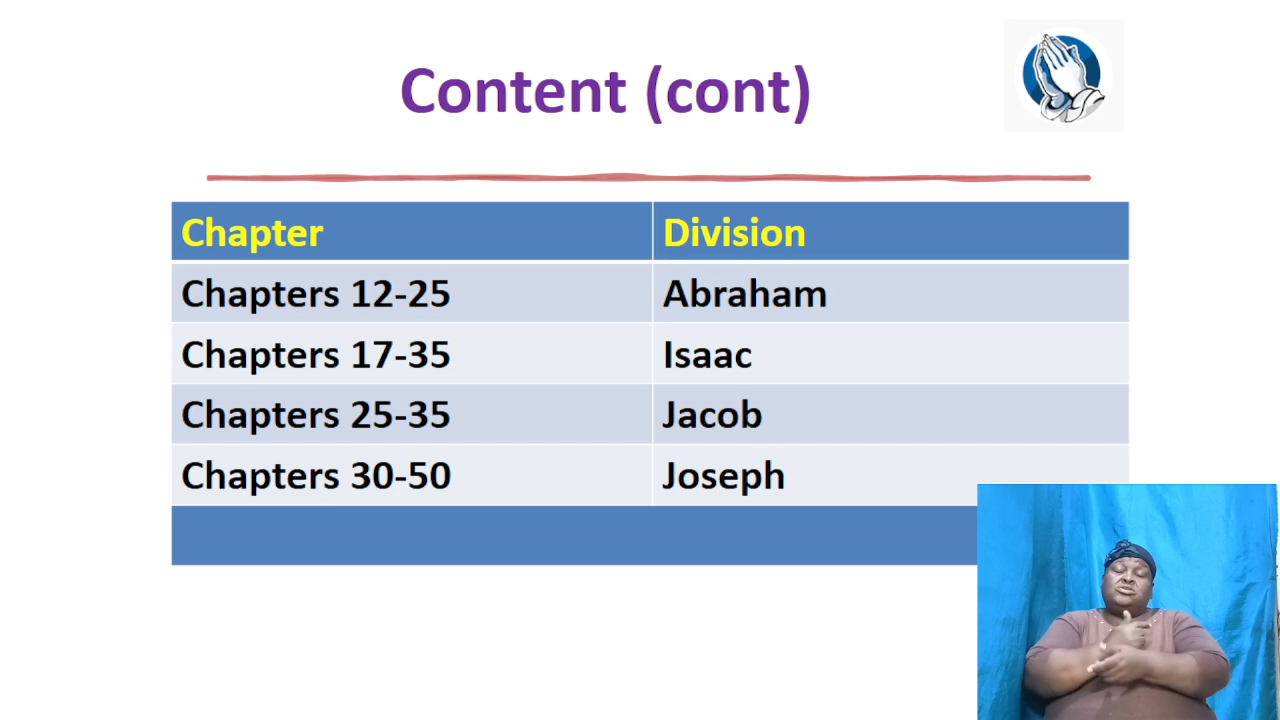 Content (cont)
Chapter Division
Chapters 12-25 Abraham
Chapters 17-35 Isaac
Chapters 25-35 Jacob
Chapters 30-50 Joseph